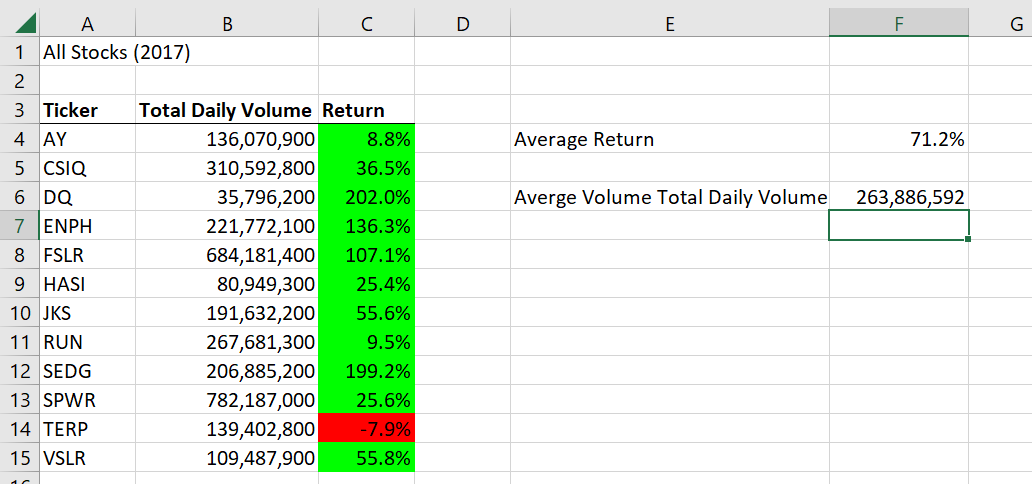 A B C D E F G
1 All Stocks (2017)
2
3 Ticker Total Daily Volume Return
4 AY 136,070,900 8.8% Average Return 71.2%
5 CSIQ 310,592,800 36.5%
6 DQ 35,796,200 202.0% Averge Volume Total Daily Volume 263,886,592
7 ENPH 221,772,100 136.3%
8 FSLR 684,181,400 107.1%
9 HASI 80,949,300 25.4%
10 JKS 191,632,200 55.6%
11 RUN 267,681,300 9.5%
12 SEDG 206,885,200 199.2%
13 SPWR 782,187,000 25.6%
14 TERP 139,402,800 -7.9%
15 VSLR 109,487,900 55.8%